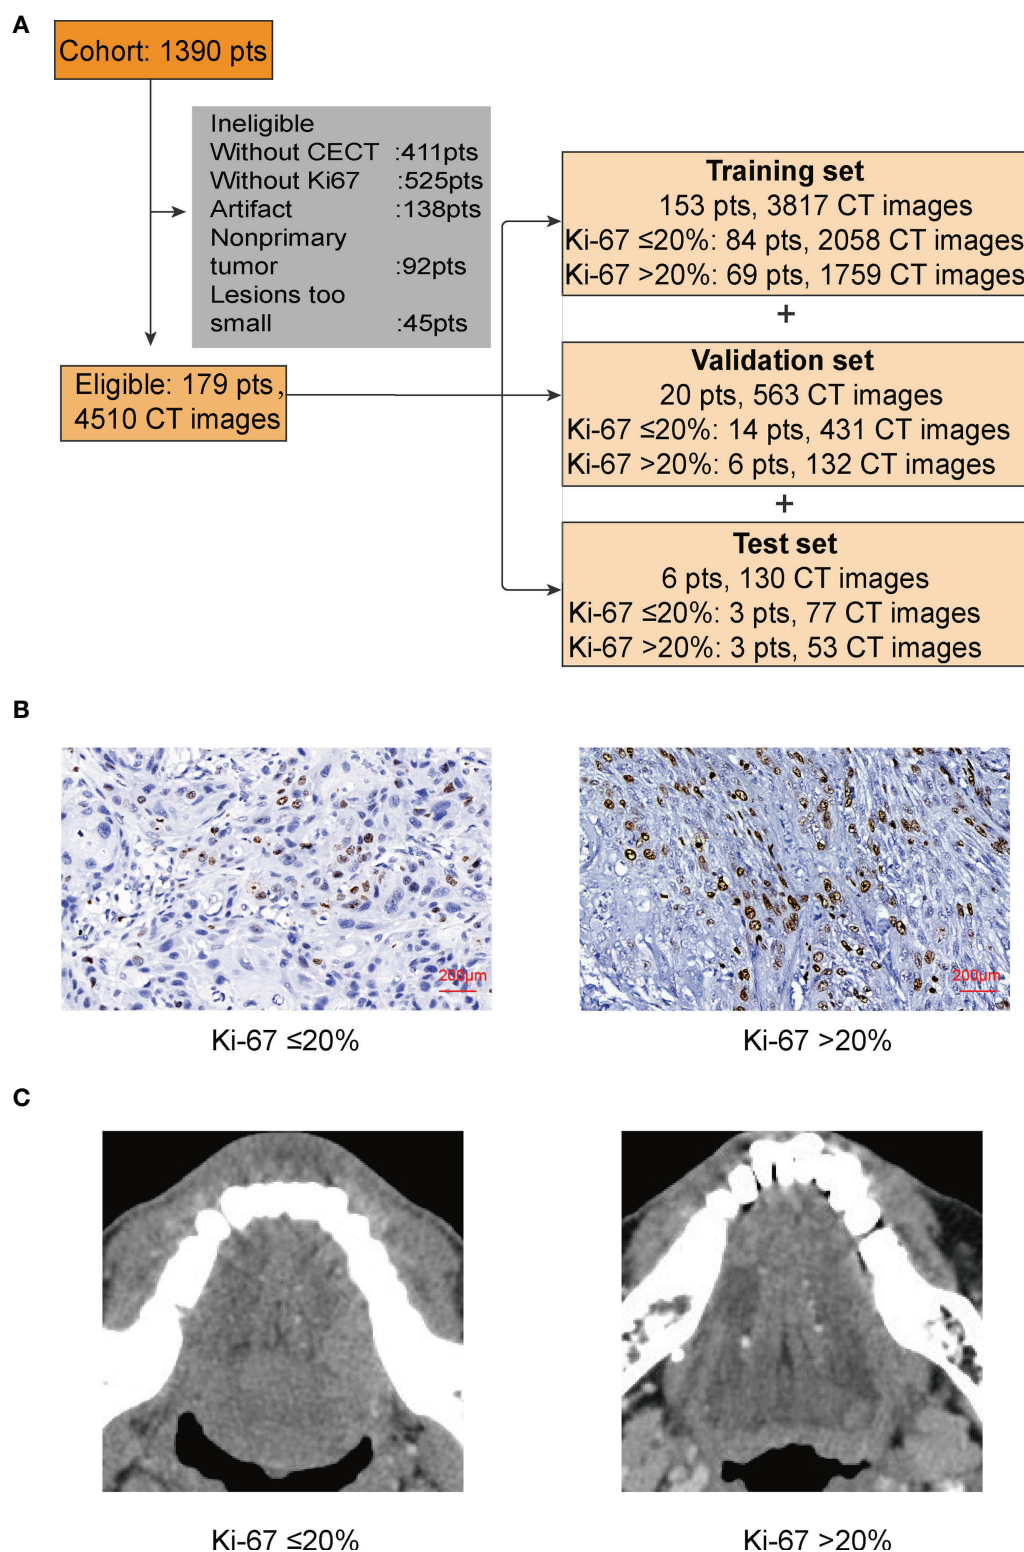 A
Cohort: 1390 pts
Ineligible
Without CECT :411pts
Without Ki67 :525pts
Artifact :138pts
Nonprimary
tumor :92pts
Lesions too
small :45pts
Eligible: 179 pts,
4510 CT images
Training set
153 pts, 3817 CT images
Ki-67 ≤20%: 84 pts, 2058 CT images
Ki-67 >20%: 69 pts, 1759 CT images
+
Validation set
20 pts, 563 CT images
Ki-67 ≤20%: 14 pts, 431 CT images
Ki-67 >20%: 6 pts, 132 CT images
+
Test set
6 pts, 130 CT images
Ki-67 ≤20%: 3 pts, 77 CT images
Ki-67 >20%: 3 pts, 53 CT images
B
200μm
200μm
Ki-67 ≤20%
Ki-67 >20%
C
Ki-67 ≤20%
Ki-67 >20%